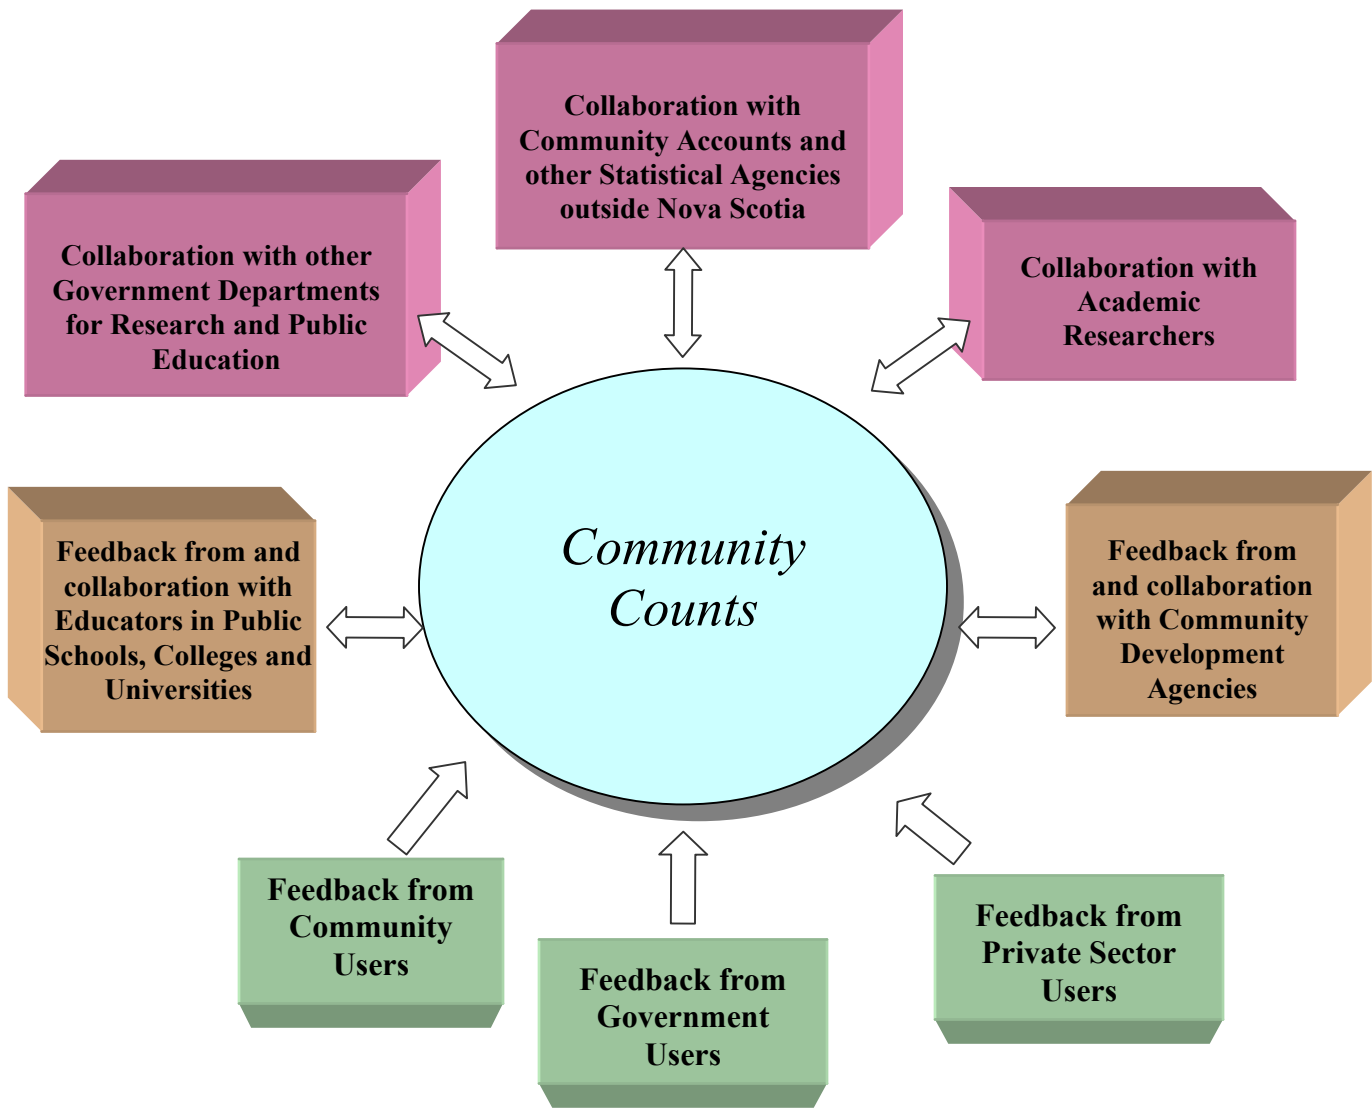 Collaboration with
Community Accounts and
other Statistical Agencies
outside Nova Scotia
Collaboration with other
Government Departments
for Research and Public
Education
Collaboration with
Academic
Researchers
Feedback from and
collaboration with
Educators in Public
Schools, Colleges and
Universities
Community
Counts
Feedback from
and collaboration
with Community
Development
Agencies
Feedback from
Community
Users
Feedback from
Government
Users
Feedback from
Private Sector
Users